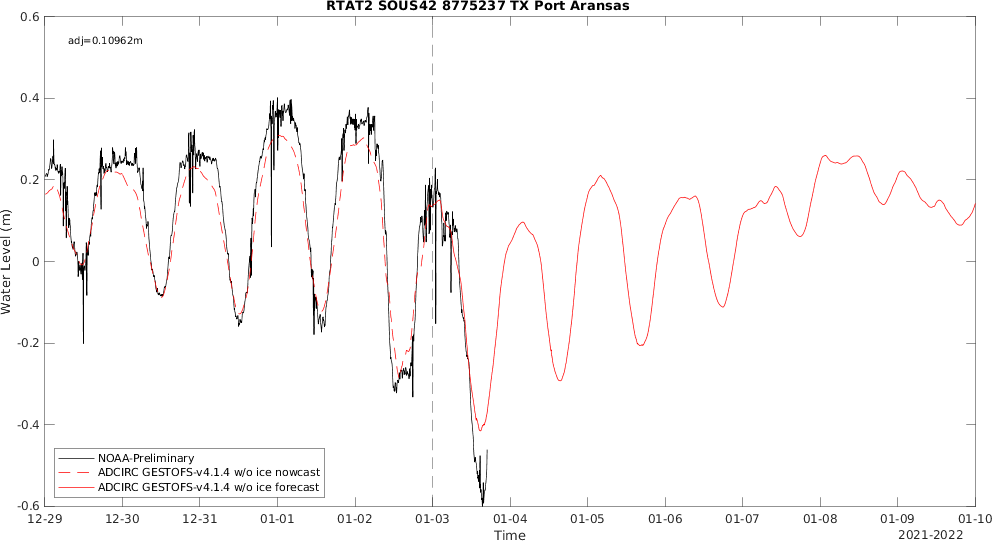 RTAT2 SOUS42 8775237 TX Port Aransas
adj=0.10962m
0.6
0.4
0.2
0
-0.2
-0.4
-0.6
Water Level (m)
NOAA-Preliminary
ADCIRC GESTOFS-v4.1.4 w/o ice nowcast
ADCIRC GESTOFS-v4.1.4 w/o ice forecast
12-29 12-30 12-31 01-01 01-02 01-03 01-04 01-05 01-06 01-07 01-08 01-09 01-10
Time
2021-2022